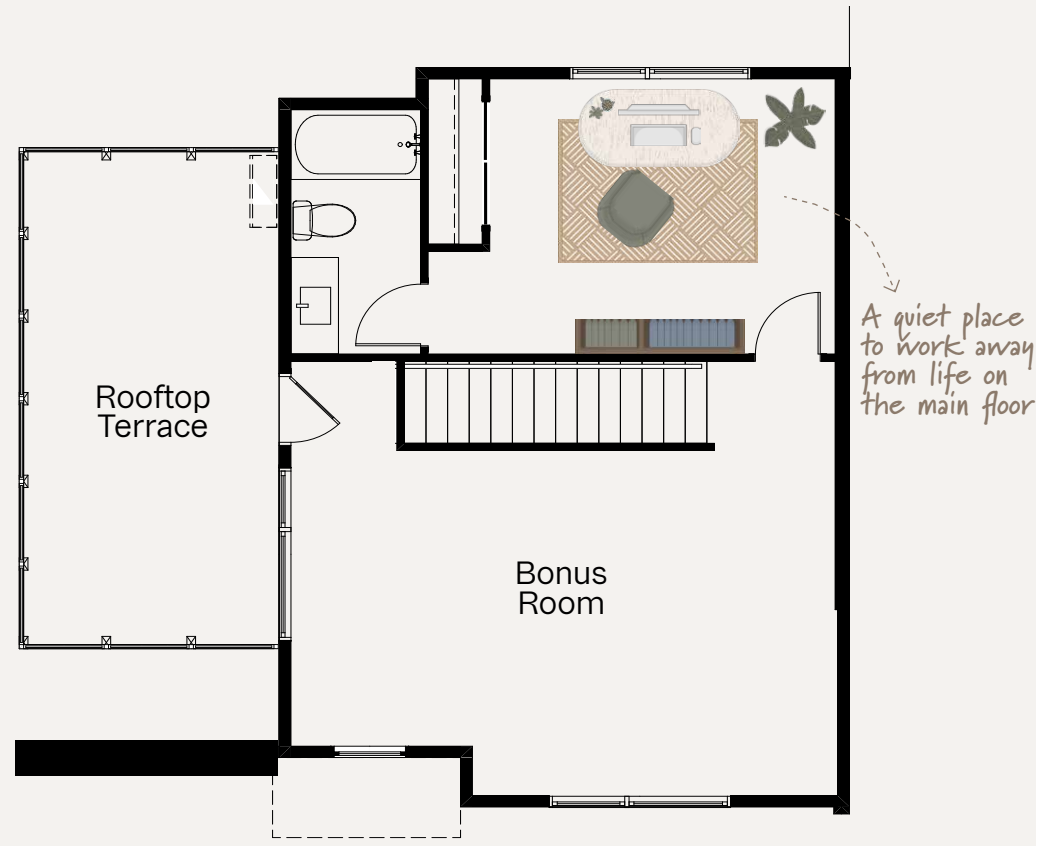 A quiet place
to work away
from life on
the main floor
Rooftop
Terrace
Bonus
Room